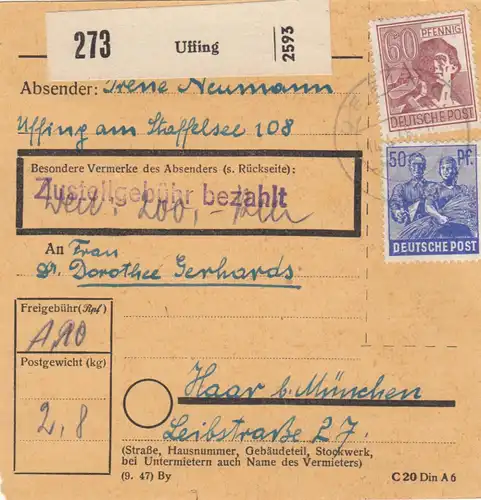 273
Uffing
2593
60 PFENNIG
DEUTSCHE POST
50 PF.
DEUTSCHE POST
Absender: Irene Neumann
Uffing am Staffelsee 108
Besondere Vermerke des Absenders (s. Rückseite):
Zustellgebühr bezahlt
Wert: 200,-
An Frau
Dr. Dorothee Gerhards
Freigebühr (Rpf)
Postgewicht (kg)
2,8
Haar b. München
Leibstraße 27.
(Straße, Hausnummer, Gebäudeteil, Stockwerk,
bei Untermietern auch Name des Vermieters)
(9. 47) By
C 20 Din A 6